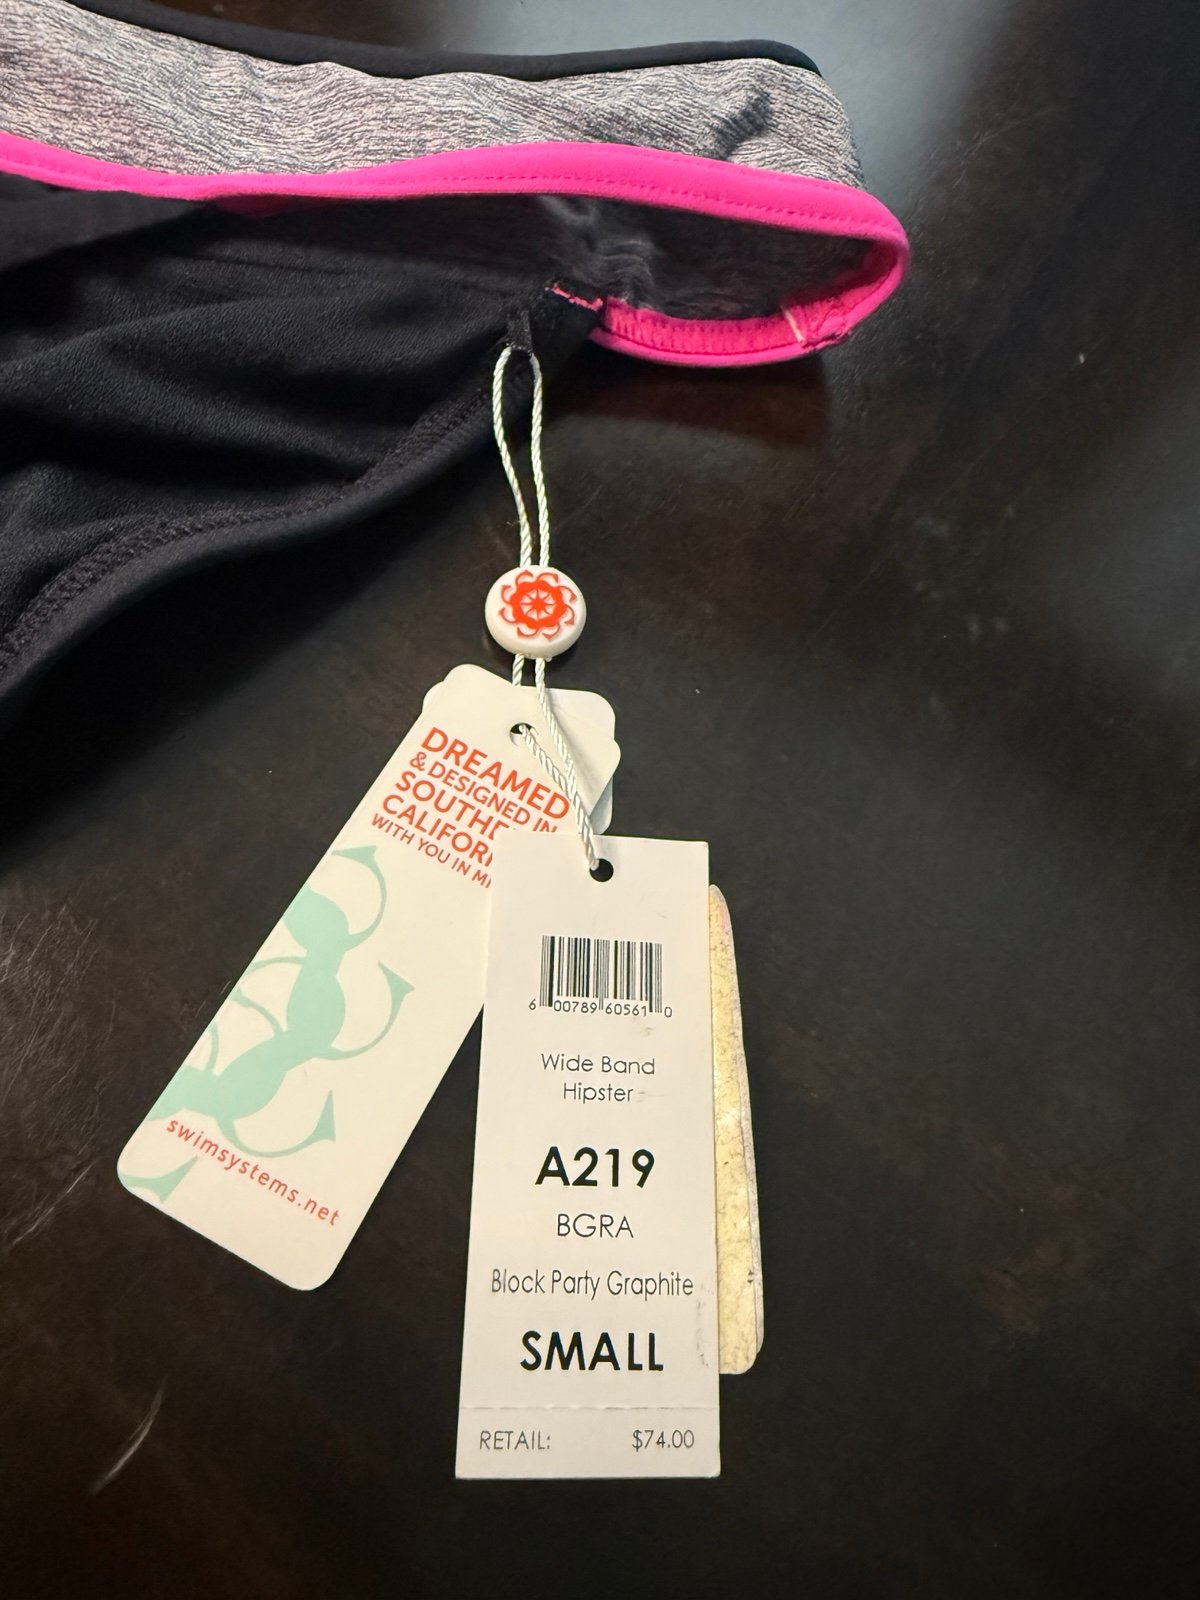 DREAMED
& DESIGNED IN
SOUTHE
CALIFOR
WITH YOU IN
swimsystems.net
6 00789 60561 0
Wide Band
Hipster
A219
BGRA
Block Party Graphite
SMALL
RETAIL: $74.00